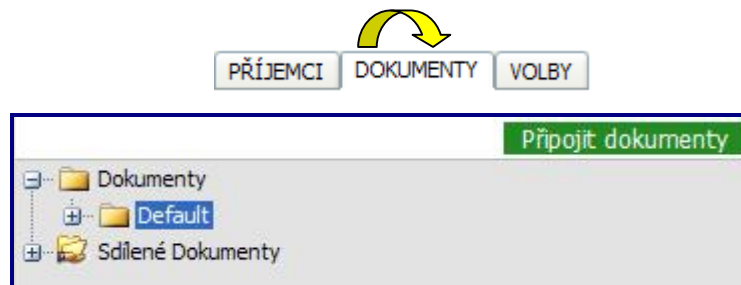 PŘÍJEMCI DOKUMENTY VOLBY
Připojit dokumenty
Dokumenty
Default
Sdílené Dokumenty